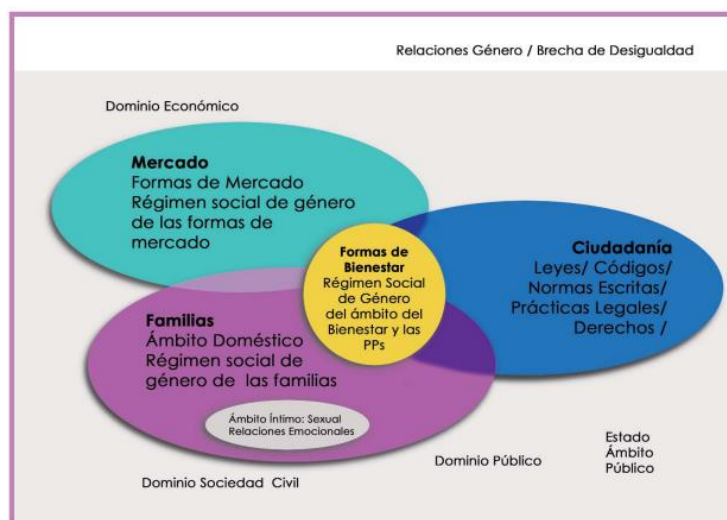 Relaciones Género / Brecha de Desigualdad
Dominio Económico
Mercado
Formas de Mercado
Régimen social de género
de las formas de
mercado
Formas de
Bienestar
Régimen Social
de Género
del ámbito del
Bienestar y las
PPs
Ciudadanía
Leyes/ Códigos/
Normas Escritas/
Prácticas Legales/
Derechos /
Familias
Ámbito Doméstico
Régimen social de
género de las familias
Ámbito Íntimo: Sexual
Relaciones Emocionales
Dominio Sociedad Civil
Dominio Público
Estado
Ámbito
Público